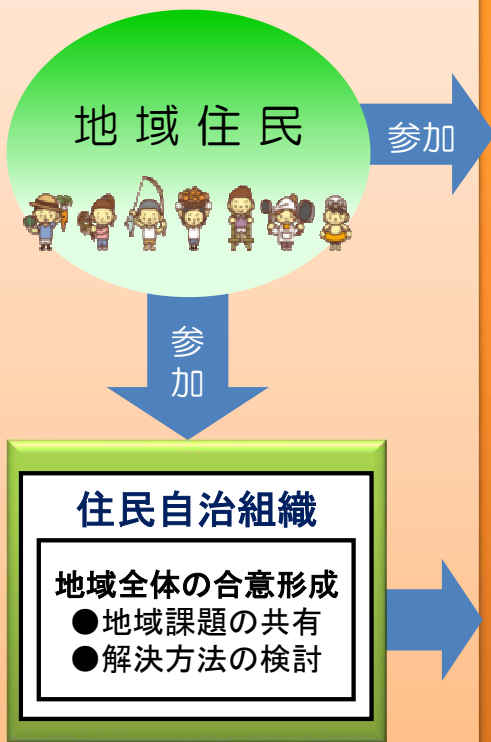 地域住民
参加
参加
住民自治組織
地域全体の合意形成
●地域課題の共有
●解決方法の検討